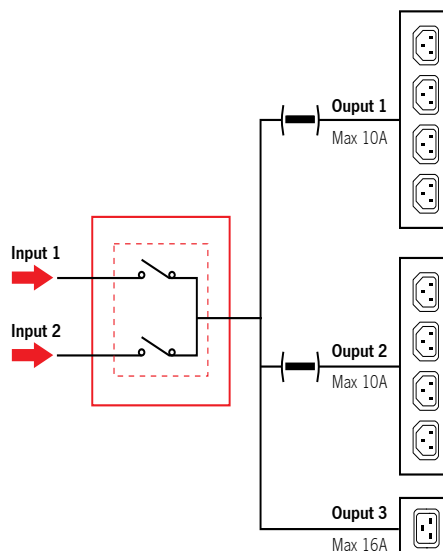 Ouput 1
Max 10A
Input 1
Input 2
Ouput 2
Max 10A
Ouput 3
Max 16A